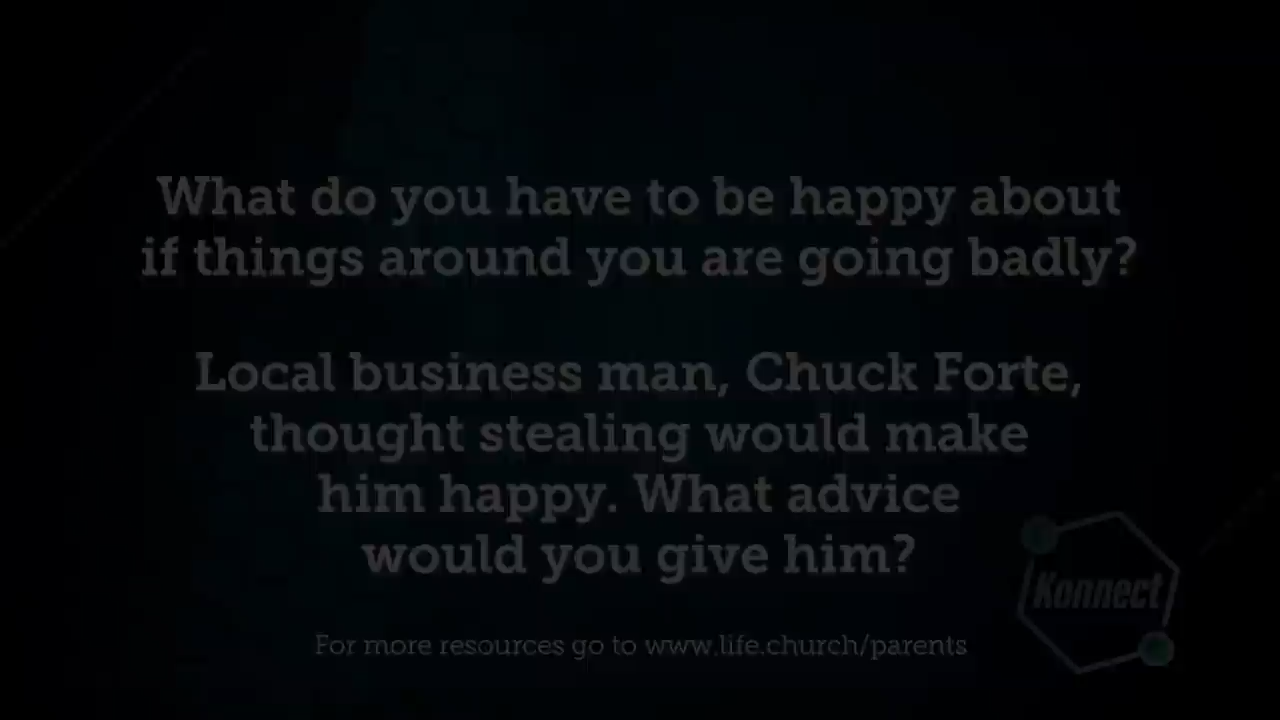 What do you have to be happy about
if things around you are going badly?
Local business man, Chuck Forte,
thought stealing would make
him happy. What advice
would you give him?
Konnect
For more resources go to www.life.church/parents